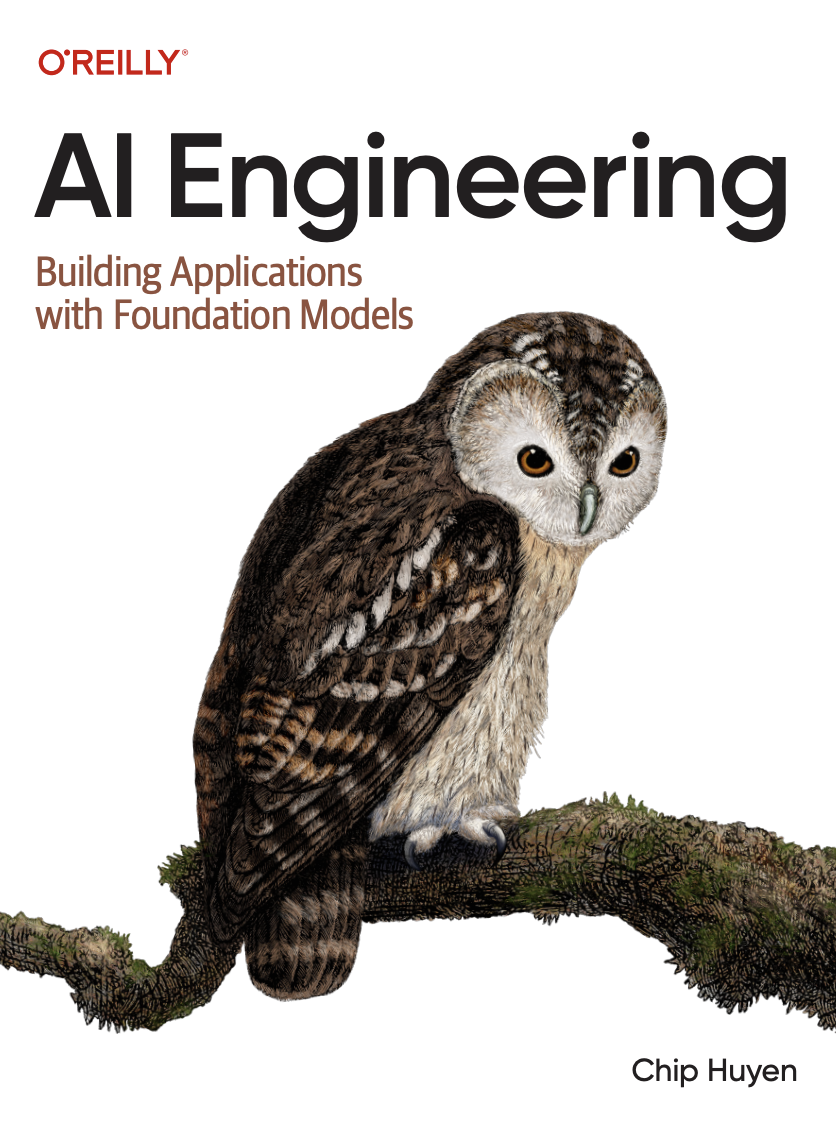 O'REILLY®
AI Engineering
Building Applications
with Foundation Models
Chip Huyen